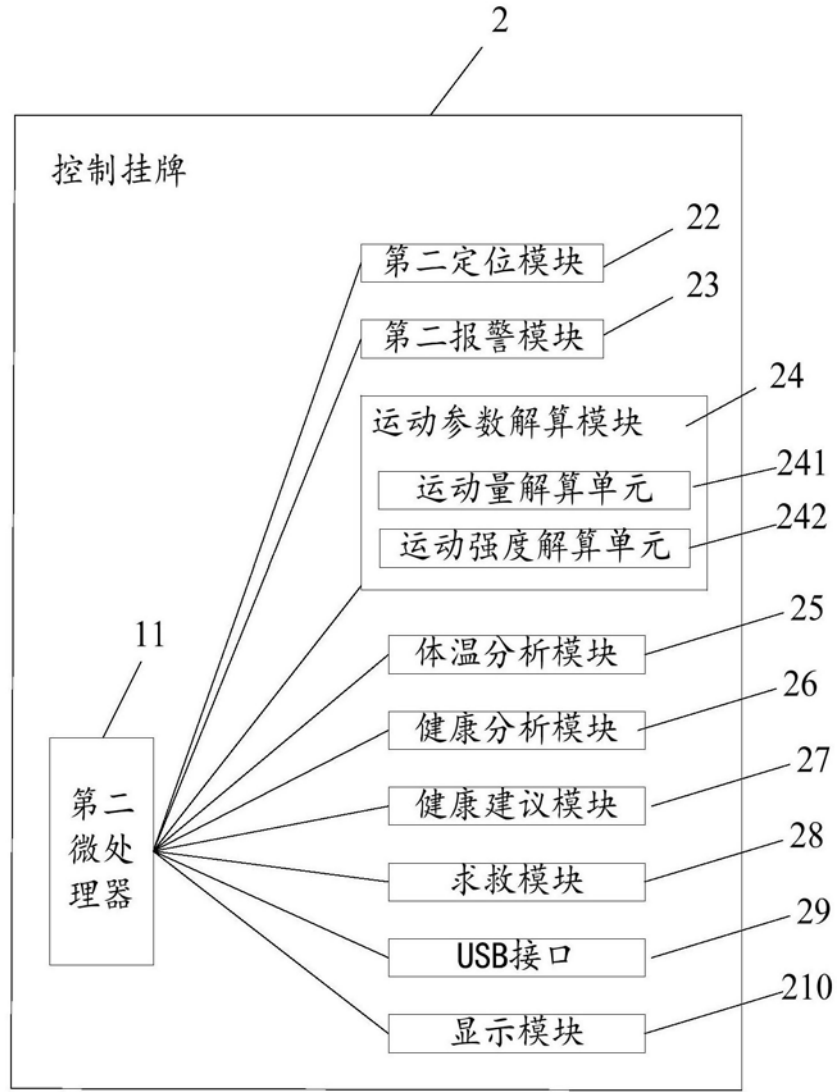 2
控制挂牌
22
第二定位模块
23
第二报警模块
24
运动参数解算模块
241
运动量解算单元
242
运动强度解算单元
25
体温分析模块
11
26
健康分析模块
27
健康建议模块
第二
微处
理器
28
求救模块
29
USB接口
210
显示模块